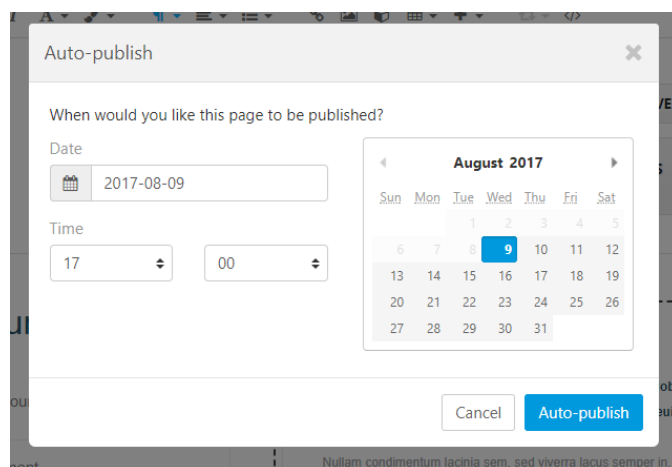 Auto-publish
When would you like this page to be published?
Date
2017-08-09
Time
17 00
August 2017
Sun Mon Tue Wed Thu Fri Sat
1 2 3 4 5
6 7 8 9 10 11 12
13 14 15 16 17 18 19
20 21 22 23 24 25 26
27 28 29 30 31
Cancel Auto-publish
Nullam condimentum lacinia sem, sed viverra lacus semper in.